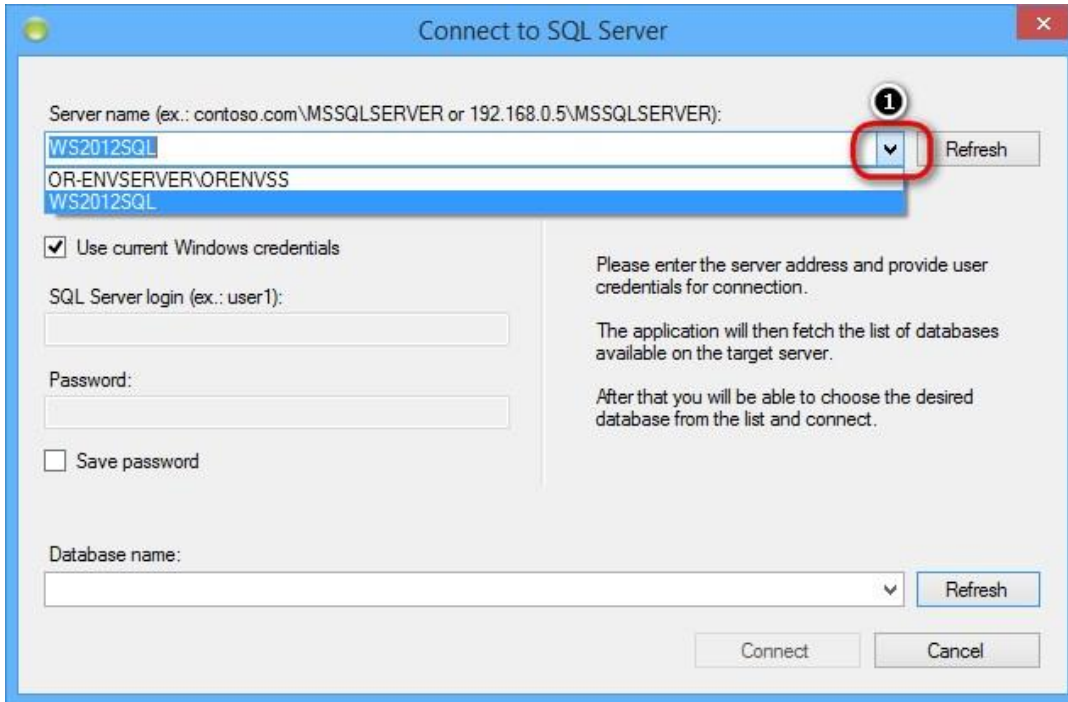 Connect to SQL Server
Server name (ex.: contoso.com\MSSQLSERVER or 192.168.0.5\MSSQLSERVER):
1
WS2012SQL
Refresh
OR-ENVSERVER\ORENVSS
WS2012SQL
Use current Windows credentials
SQL Server login (ex.: user1):
Password:
Save password
Please enter the server address and provide user
credentials for connection.
The application will then fetch the list of databases
available on the target server.
After that you will be able to choose the desired
database from the list and connect.
Database name:
Refresh
Connect
Cancel